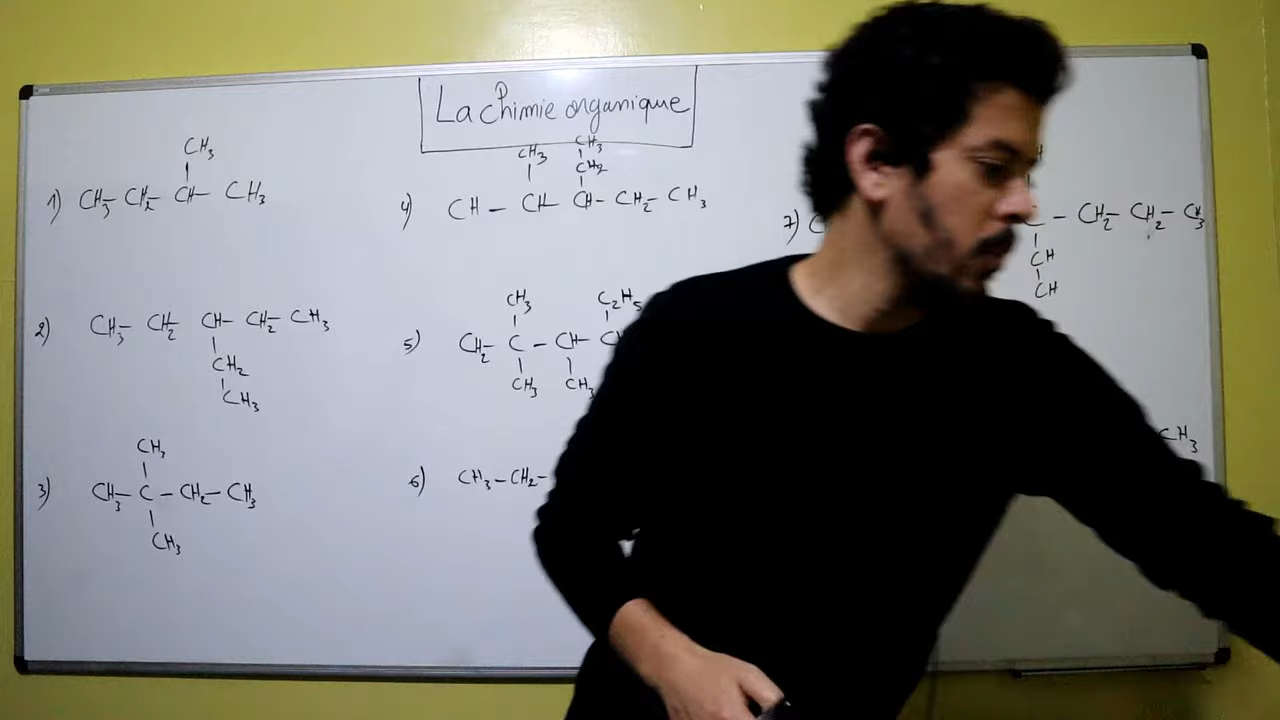 La chimie organique
CH3
1) CH3- CH2- CH- CH3
2) CH3- CH2- CH- CH2- CH3
CH2
CH3
CH3
3) CH3- C - CH2- CH3
CH3
CH3
CH3
CH2
4) CH - CH - CH- CH2- CH3
CH3
C2H5
5) CH2- C - CH-
CH3
CH3
6) CH3-CH2-
7)
- CH2- CH2- CH3
CH
CH
CH3